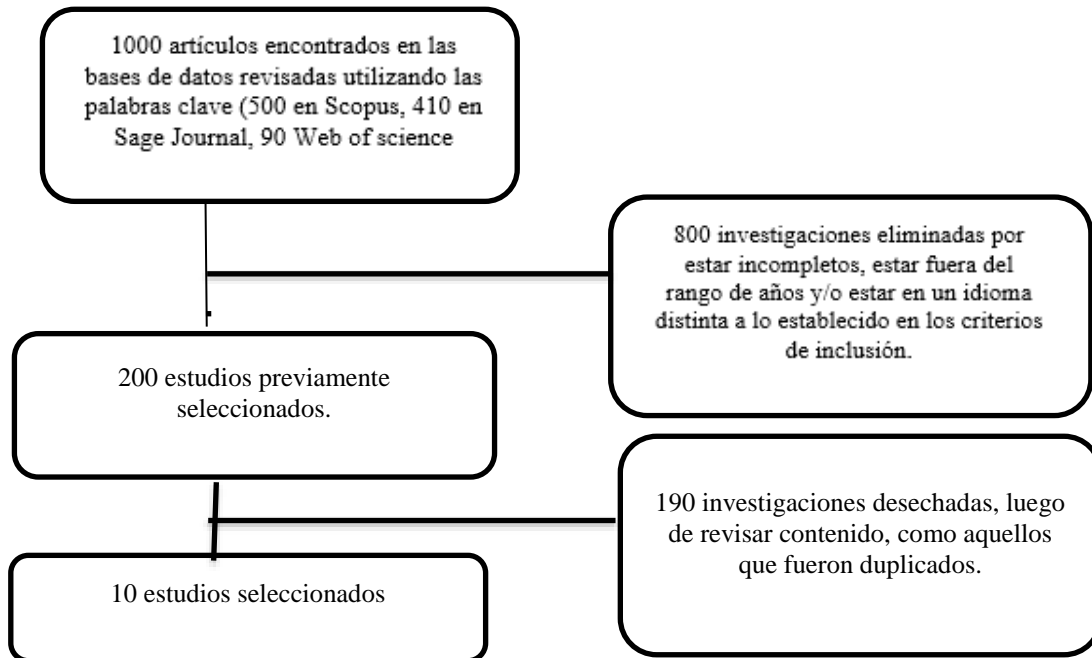 1000 artículos encontrados en las
bases de datos revisadas utilizando las
palabras clave (500 en Scopus, 410 en
Sage Journal, 90 Web of science
800 investigaciones eliminadas por
estar incompletos, estar fuera del
rango de años y/o estar en un idioma
distinta a lo establecido en los criterios
de inclusión.
200 estudios previamente
seleccionados.
190 investigaciones desechadas, luego
de revisar contenido, como aquellos
que fueron duplicados.
10 estudios seleccionados